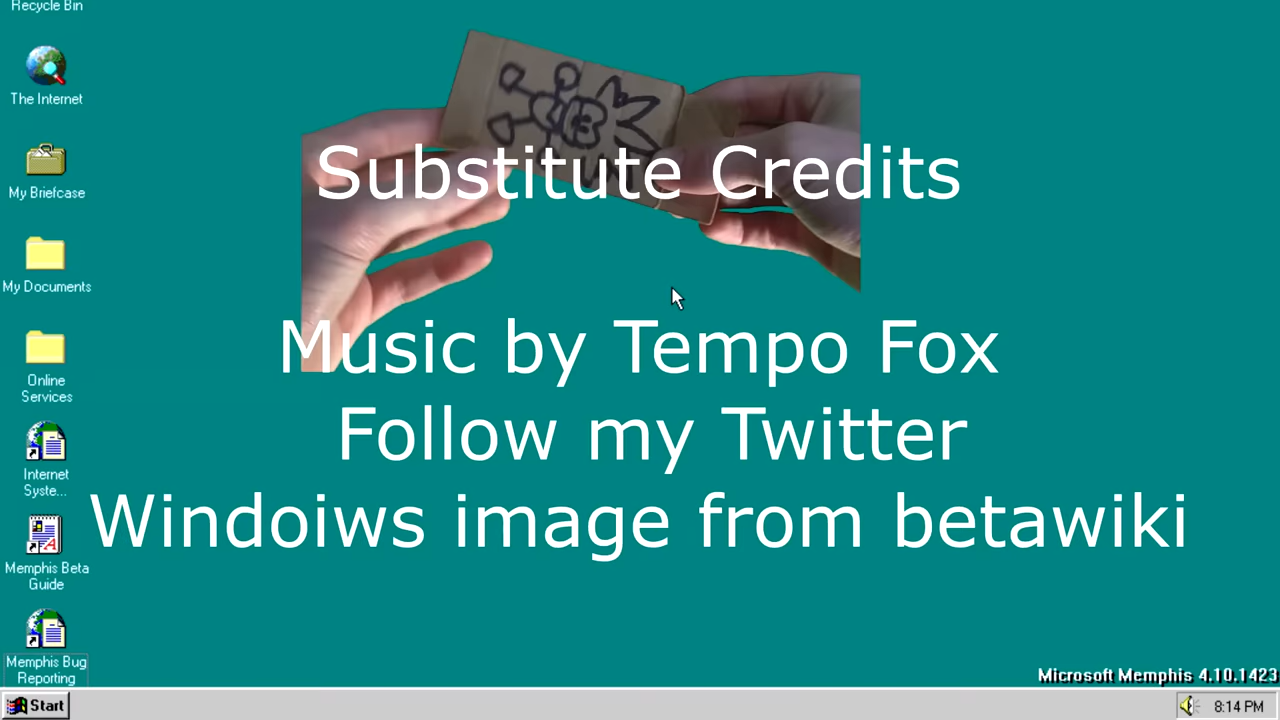 Recycle Bin
The Internet
My Briefcase
My Documents
Online
Services
Internet
Syste...
Memphis Beta
Guide
Memphis Bug
Reporting
Substitute Credits
Music by Tempo Fox
Follow my Twitter
Windoiws image from betawiki
Microsoft Memphis 4.10.1423
Start
8:14 PM